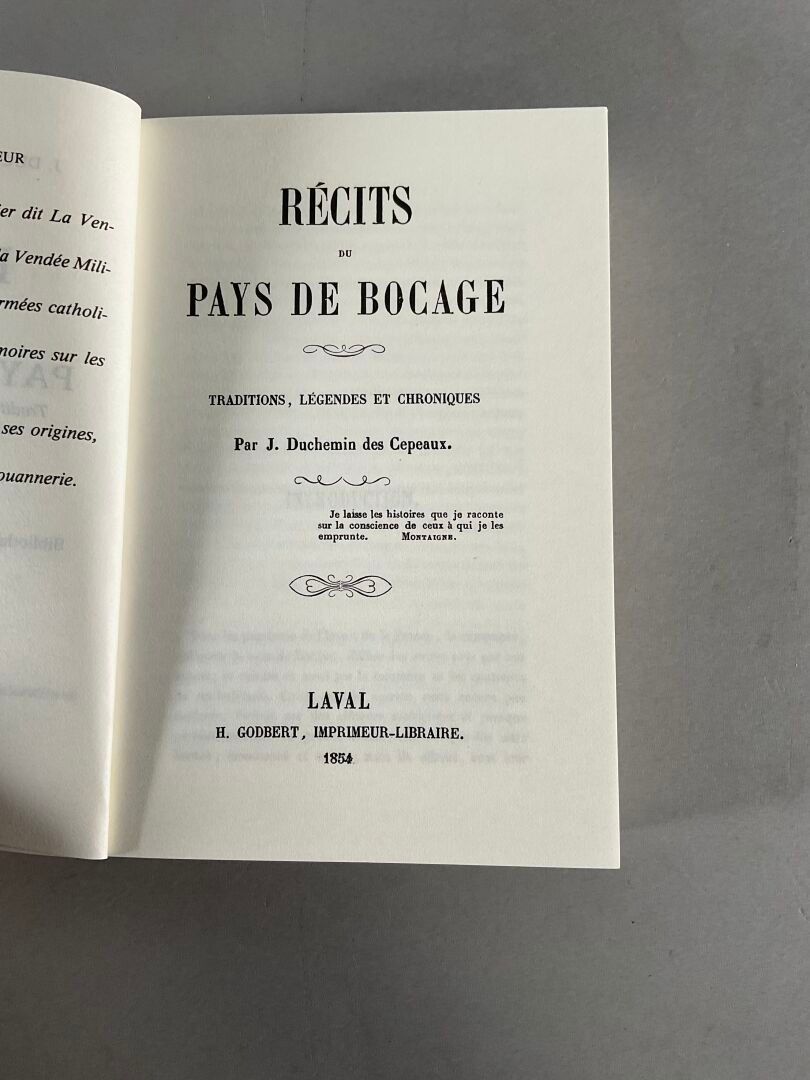 EUR
er dit La Ven-
la Vendée Mili-
rmées catholi-
moires sur les
ses origines,
ouannerie.
RÉCITS
DU
PAYS DE BOCAGE
TRADITIONS, LÉGENDES ET CHRONIQUES
Par J. Duchemin des Cepeaux.
Je laisse les histoires que je raconte
sur la conscience de ceux à qui je les
emprunte. MONTAIGNE.
LAVAL
H. GODBERT, IMPRIMEUR-LIBRAIRE.
1854